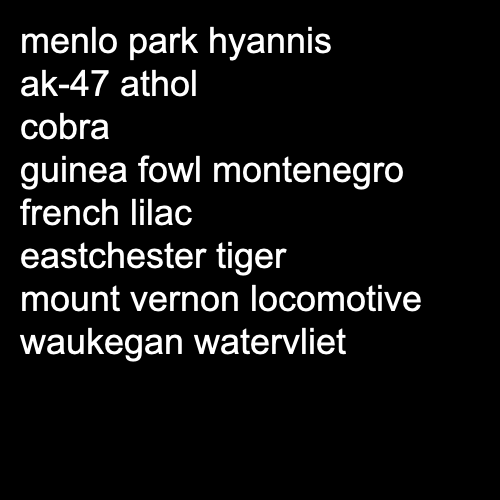 menlo park hyannis
ak-47 athol
cobra
guinea fowl montenegro
french lilac
eastchester tiger
mount vernon locomotive
waukegan watervliet